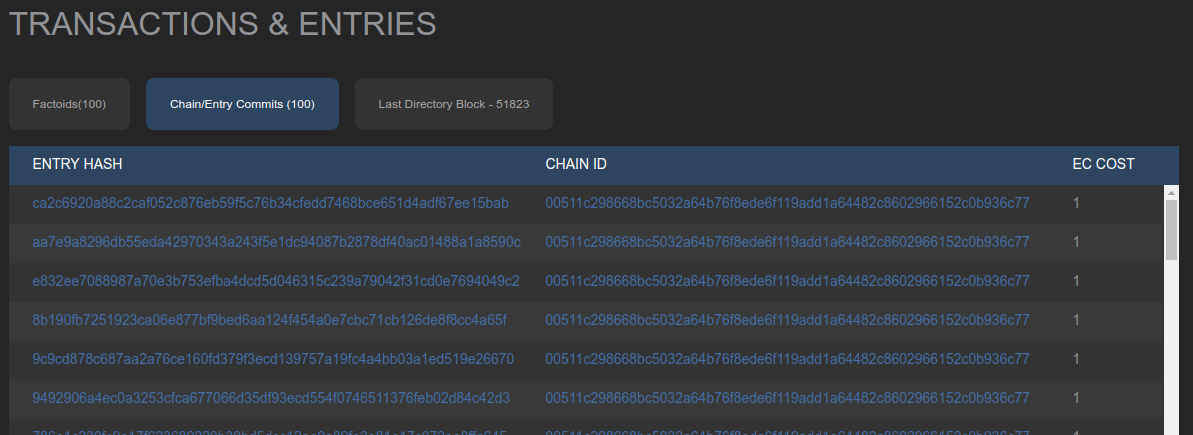 TRANSACTIONS & ENTRIES
Factoids(100) Chain/Entry Commits (100) Last Directory Block - 51823
ENTRY HASH CHAIN ID EC COST
ca2c6920a88c2caf052c876eb59f5c76b34cfedd7468bce651d4adf67ee15bab 00511c298668bc5032a64b76f8ede6f119add1a64482c8602966152c0b936c77 1
aa7e9a8296db55eda42970343a243f5e1dc94087b2878df40ac01488a1a8590c 00511c298668bc5032a64b76f8ede6f119add1a64482c8602966152c0b936c77 1
e832ee7088987a70e3b753efba4dcd5d046315c239a79042f31cd0e7694049c2 00511c298668bc5032a64b76f8ede6f119add1a64482c8602966152c0b936c77 1
8b190fb7251923ca06e877bf9bed6aa124f454a0e7cbc71cb126de8f8cc4a65f 00511c298668bc5032a64b76f8ede6f119add1a64482c8602966152c0b936c77 1
9c9cd878c687aa2a76ce160fd379f3ecd139757a19fc4a4bb03a1ed519e26670 00511c298668bc5032a64b76f8ede6f119add1a64482c8602966152c0b936c77 1
9492906a4ec0a3253cfca677066d35df93ecd554f0746511376feb02d84c42d3 00511c298668bc5032a64b76f8ede6f119add1a64482c8602966152c0b936c77 1